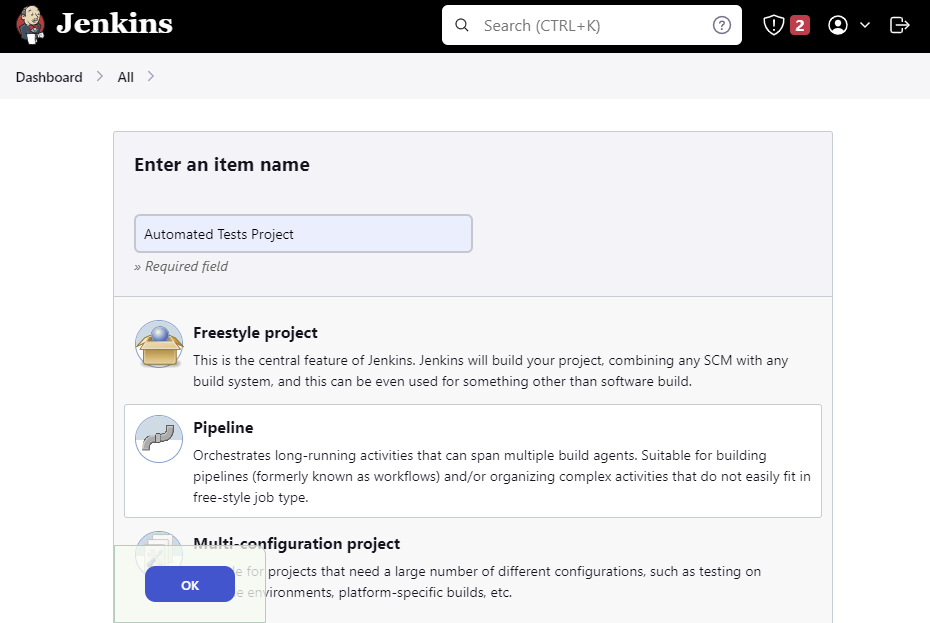 Jenkins
Search (CTRL+K)
2
Dashboard
All
Enter an item name
Automated Tests Project
» Required field
Freestyle project
This is the central feature of Jenkins. Jenkins will build your project, combining any SCM with any
build system, and this can be even used for something other than software build.
Pipeline
Orchestrates long-running activities that can span multiple build agents. Suitable for building
pipelines (formerly known as workflows) and/or organizing complex activities that do not easily fit in
free-style job type.
Multi-configuration project
for projects that need a large number of different configurations, such as testing on
environments, platform-specific builds, etc.
OK